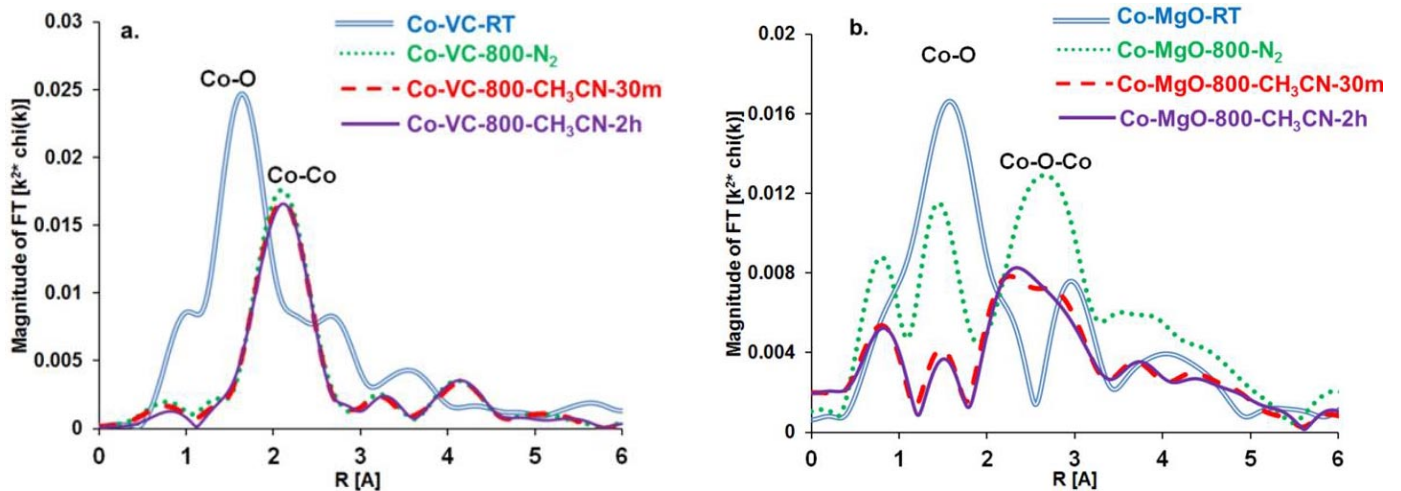 a.
Co-VC-RT
Co-VC-800-N₂
Co-VC-800-CH₃CN-30m
Co-VC-800-CH₃CN-2h
Co-O
Co-Co
Magnitude of FT [k²* chi(k)]
0.03
0.025
0.02
0.015
0.01
0.005
0
0 1 2 3 4 5 6
R [A]
b.
Co-MgO-RT
Co-MgO-800-N₂
Co-MgO-800-CH₃CN-30m
Co-MgO-800-CH₃CN-2h
Co-O
Co-O-Co
Magnitude of FT [k²* chi(k)]
0.02
0.016
0.012
0.008
0.004
0
0 1 2 3 4 5 6
R [A]